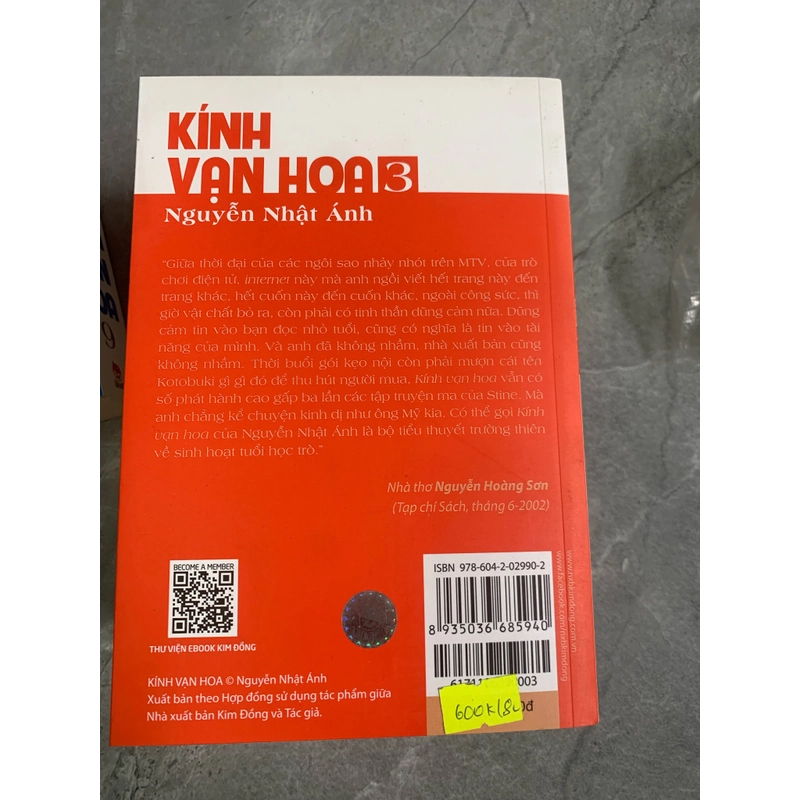 KÍNH
VẠN HOA 3
Nguyễn Nhật Ánh
"Giữa thời đại của các ngôi sao nhảy nhót trên MTV, của trò
chơi điện tử, internet này mà anh ngồi viết hết trang này đến
trang khác, hết cuốn này đến cuốn khác, ngoài công sức, thì
giờ vật chất bỏ ra, còn phải có tinh thần dũng cảm nữa. Dũng
cảm tin vào bạn đọc nhỏ tuổi, cũng có nghĩa là tin vào tài
năng của mình. Và anh đã không nhầm, nhà xuất bản cũng
không nhầm. Thời buổi gói kẹo nội còn phải mượn cái tên
Kotobuki gì gì đó để thu hút người mua, Kính vạn hoa vẫn có
số phát hành cao gấp ba lần các tập truyện ma của Stine. Mà
anh chẳng kể chuyện kinh dị như ông Mỹ kia. Có thể gọi Kính
vạn hoa của Nguyễn Nhật Ánh là bộ tiểu thuyết trường thiên
về sinh hoạt tuổi học trò."
Nhà thơ Nguyễn Hoàng Sơn
(Tạp chí Sách, tháng 6-2002)
BECOME A MEMBER
THƯ VIỆN EBOOK KIM ĐỒNG
ISBN 978-604-2-02990-2
8 935036 685940
www.nxbkimdong.com.vn
www.facebook.com/nxbkimdong
KÍNH VẠN HOA © Nguyễn Nhật Ánh
Xuất bản theo Hợp đồng sử dụng tác phẩm giữa
Nhà xuất bản Kim Đồng và Tác giả.
003
0đ
9